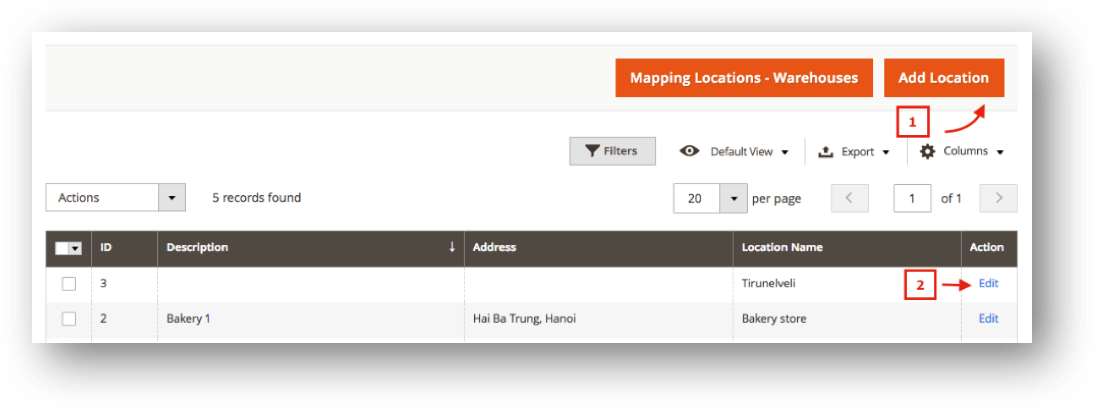 Mapping Locations - Warehouses Add Location
1
Filters Default View Export Columns
Actions 5 records found 20 per page 1 of 1
ID Description Address Location Name Action
3 Tirunelveli 2 Edit
2 Bakery 1 Hai Ba Trung, Hanoi Bakery store Edit